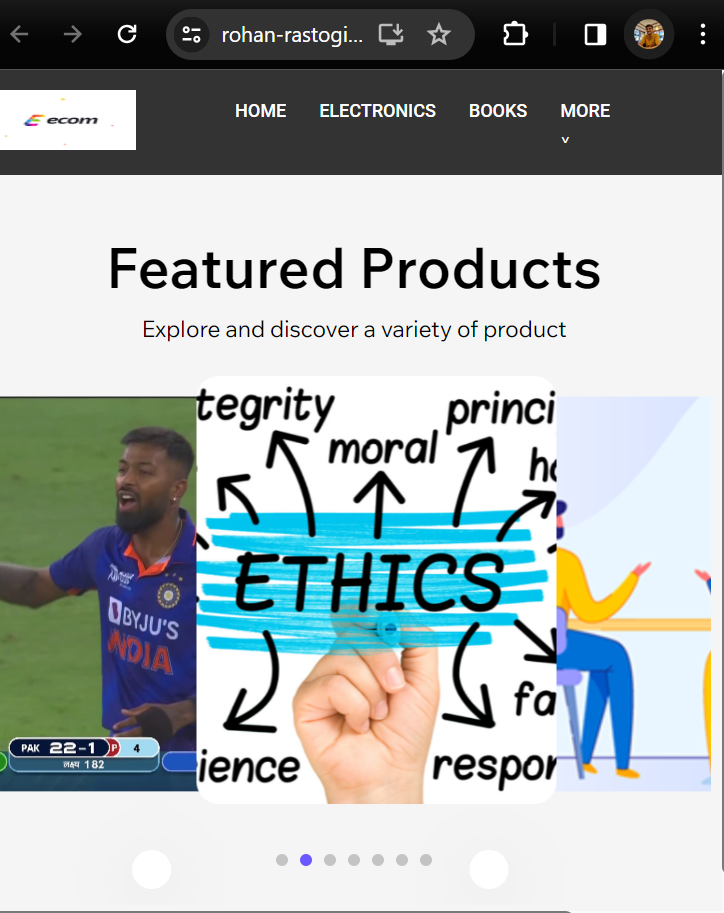 rohan-rastogi...
ecom
HOME ELECTRONICS BOOKS MORE
Featured Products
Explore and discover a variety of product
tegrity
princi
moral
ho
ETHICS
BYJU'S
INDIA
fa
PAK 22-1 P 4
लक्ष्य 182
ience
respor